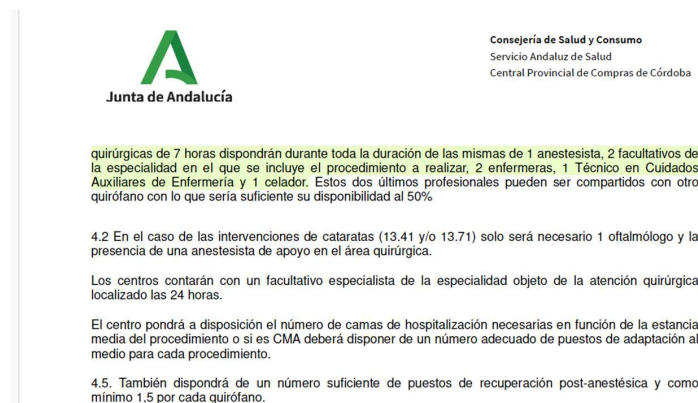 Consejería de Salud y Consumo
Servicio Andaluz de Salud
Central Provincial de Compras de Córdoba
Junta de Andalucía
quirúrgicas de 7 horas dispondrán durante toda la duración de las mismas de 1 anestesista, 2 facultativos de
la especialidad en el que se incluye el procedimiento a realizar, 2 enfermeras, 1 Técnico en Cuidados
Auxiliares de Enfermería y 1 celador. Estos dos últimos profesionales pueden ser compartidos con otro
quirófano con lo que sería suficiente su disponibilidad al 50%
4.2 En el caso de las intervenciones de cataratas (13.41 y/o 13.71) solo será necesario 1 oftalmólogo y la
presencia de una anestesista de apoyo en el área quirúrgica.
Los centros contarán con un facultativo especialista de la especialidad objeto de la atención quirúrgica
localizado las 24 horas.
El centro pondrá a disposición el número de camas de hospitalización necesarias en función de la estancia
media del procedimiento o si es CMA deberá disponer de un número adecuado de puestos de adaptación al
medio para cada procedimiento.
4.5. También dispondrá de un número suficiente de puestos de recuperación post-anestésica y como
mínimo 1,5 por cada quirófano.